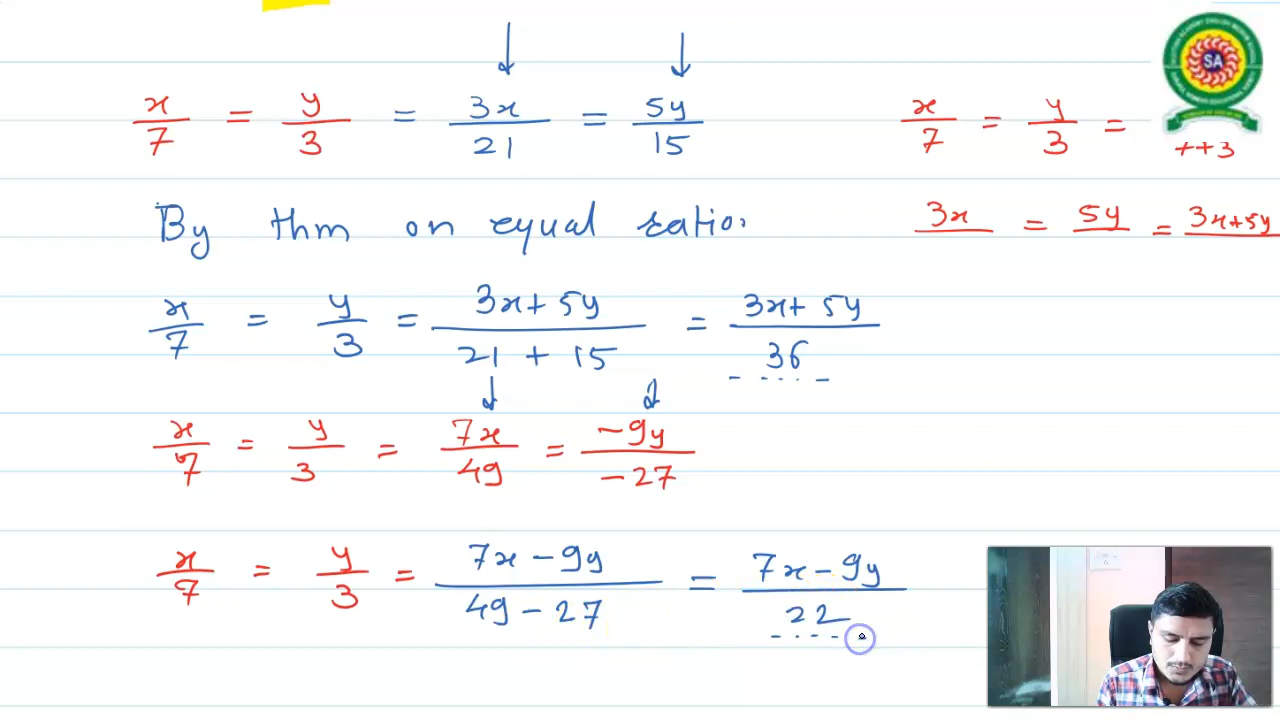 x/7 = y/3 = 3x/21 = 5y/15
x/7 = y/3 =
++3
By thm on equal ratio.
3x = 5y = 3x+5y
x/7 = y/3 = 3x+5y/21+15 = 3x+5y/36
x/7 = y/3 = 7x/49 = -9y/-27
x/7 = y/3 = 7x-9y/49-27 = 7x-9y/22
SA